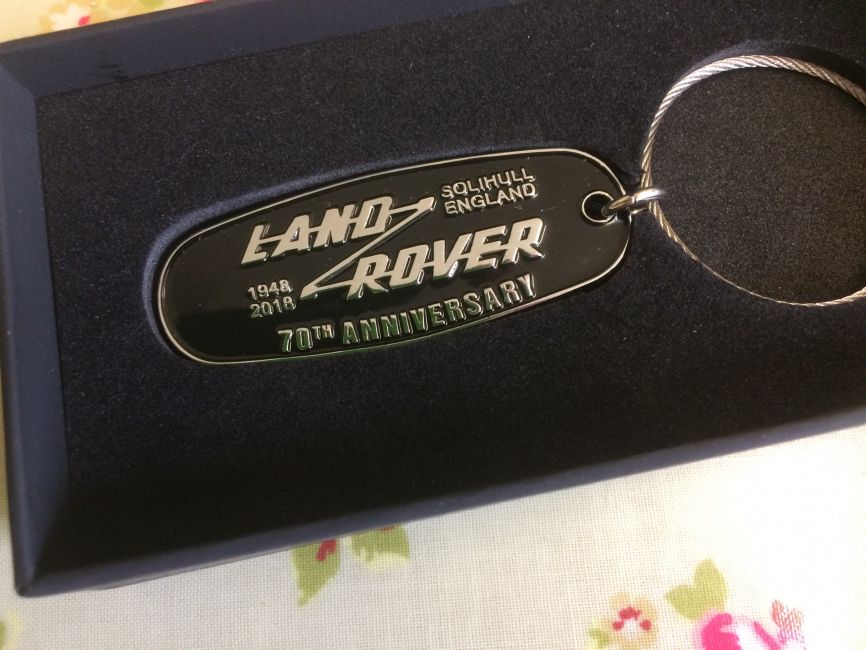 SOLIHULL
ENGLAND
LAND
ROVER
1948
2018
70TH ANNIVERSARY